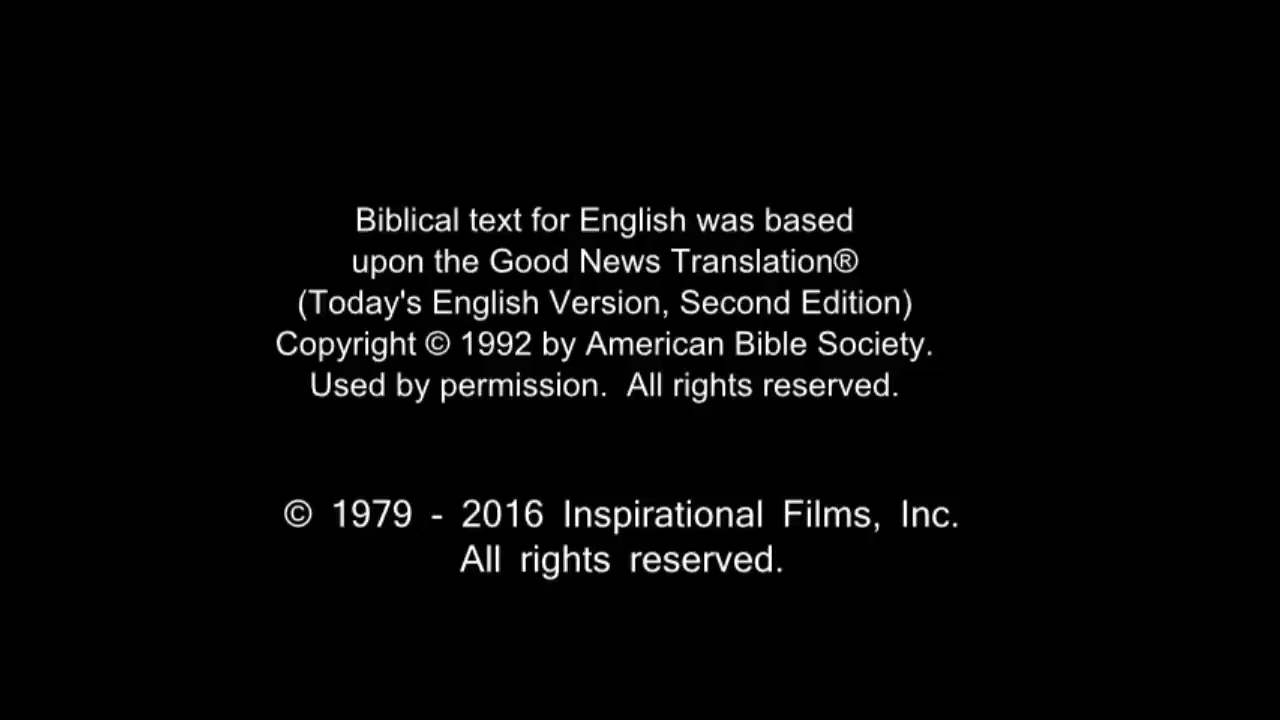 Biblical text for English was based
upon the Good News Translation®
(Today's English Version, Second Edition)
Copyright © 1992 by American Bible Society.
Used by permission.  All rights reserved.
© 1979 - 2016 Inspirational Films, Inc.
All rights reserved.